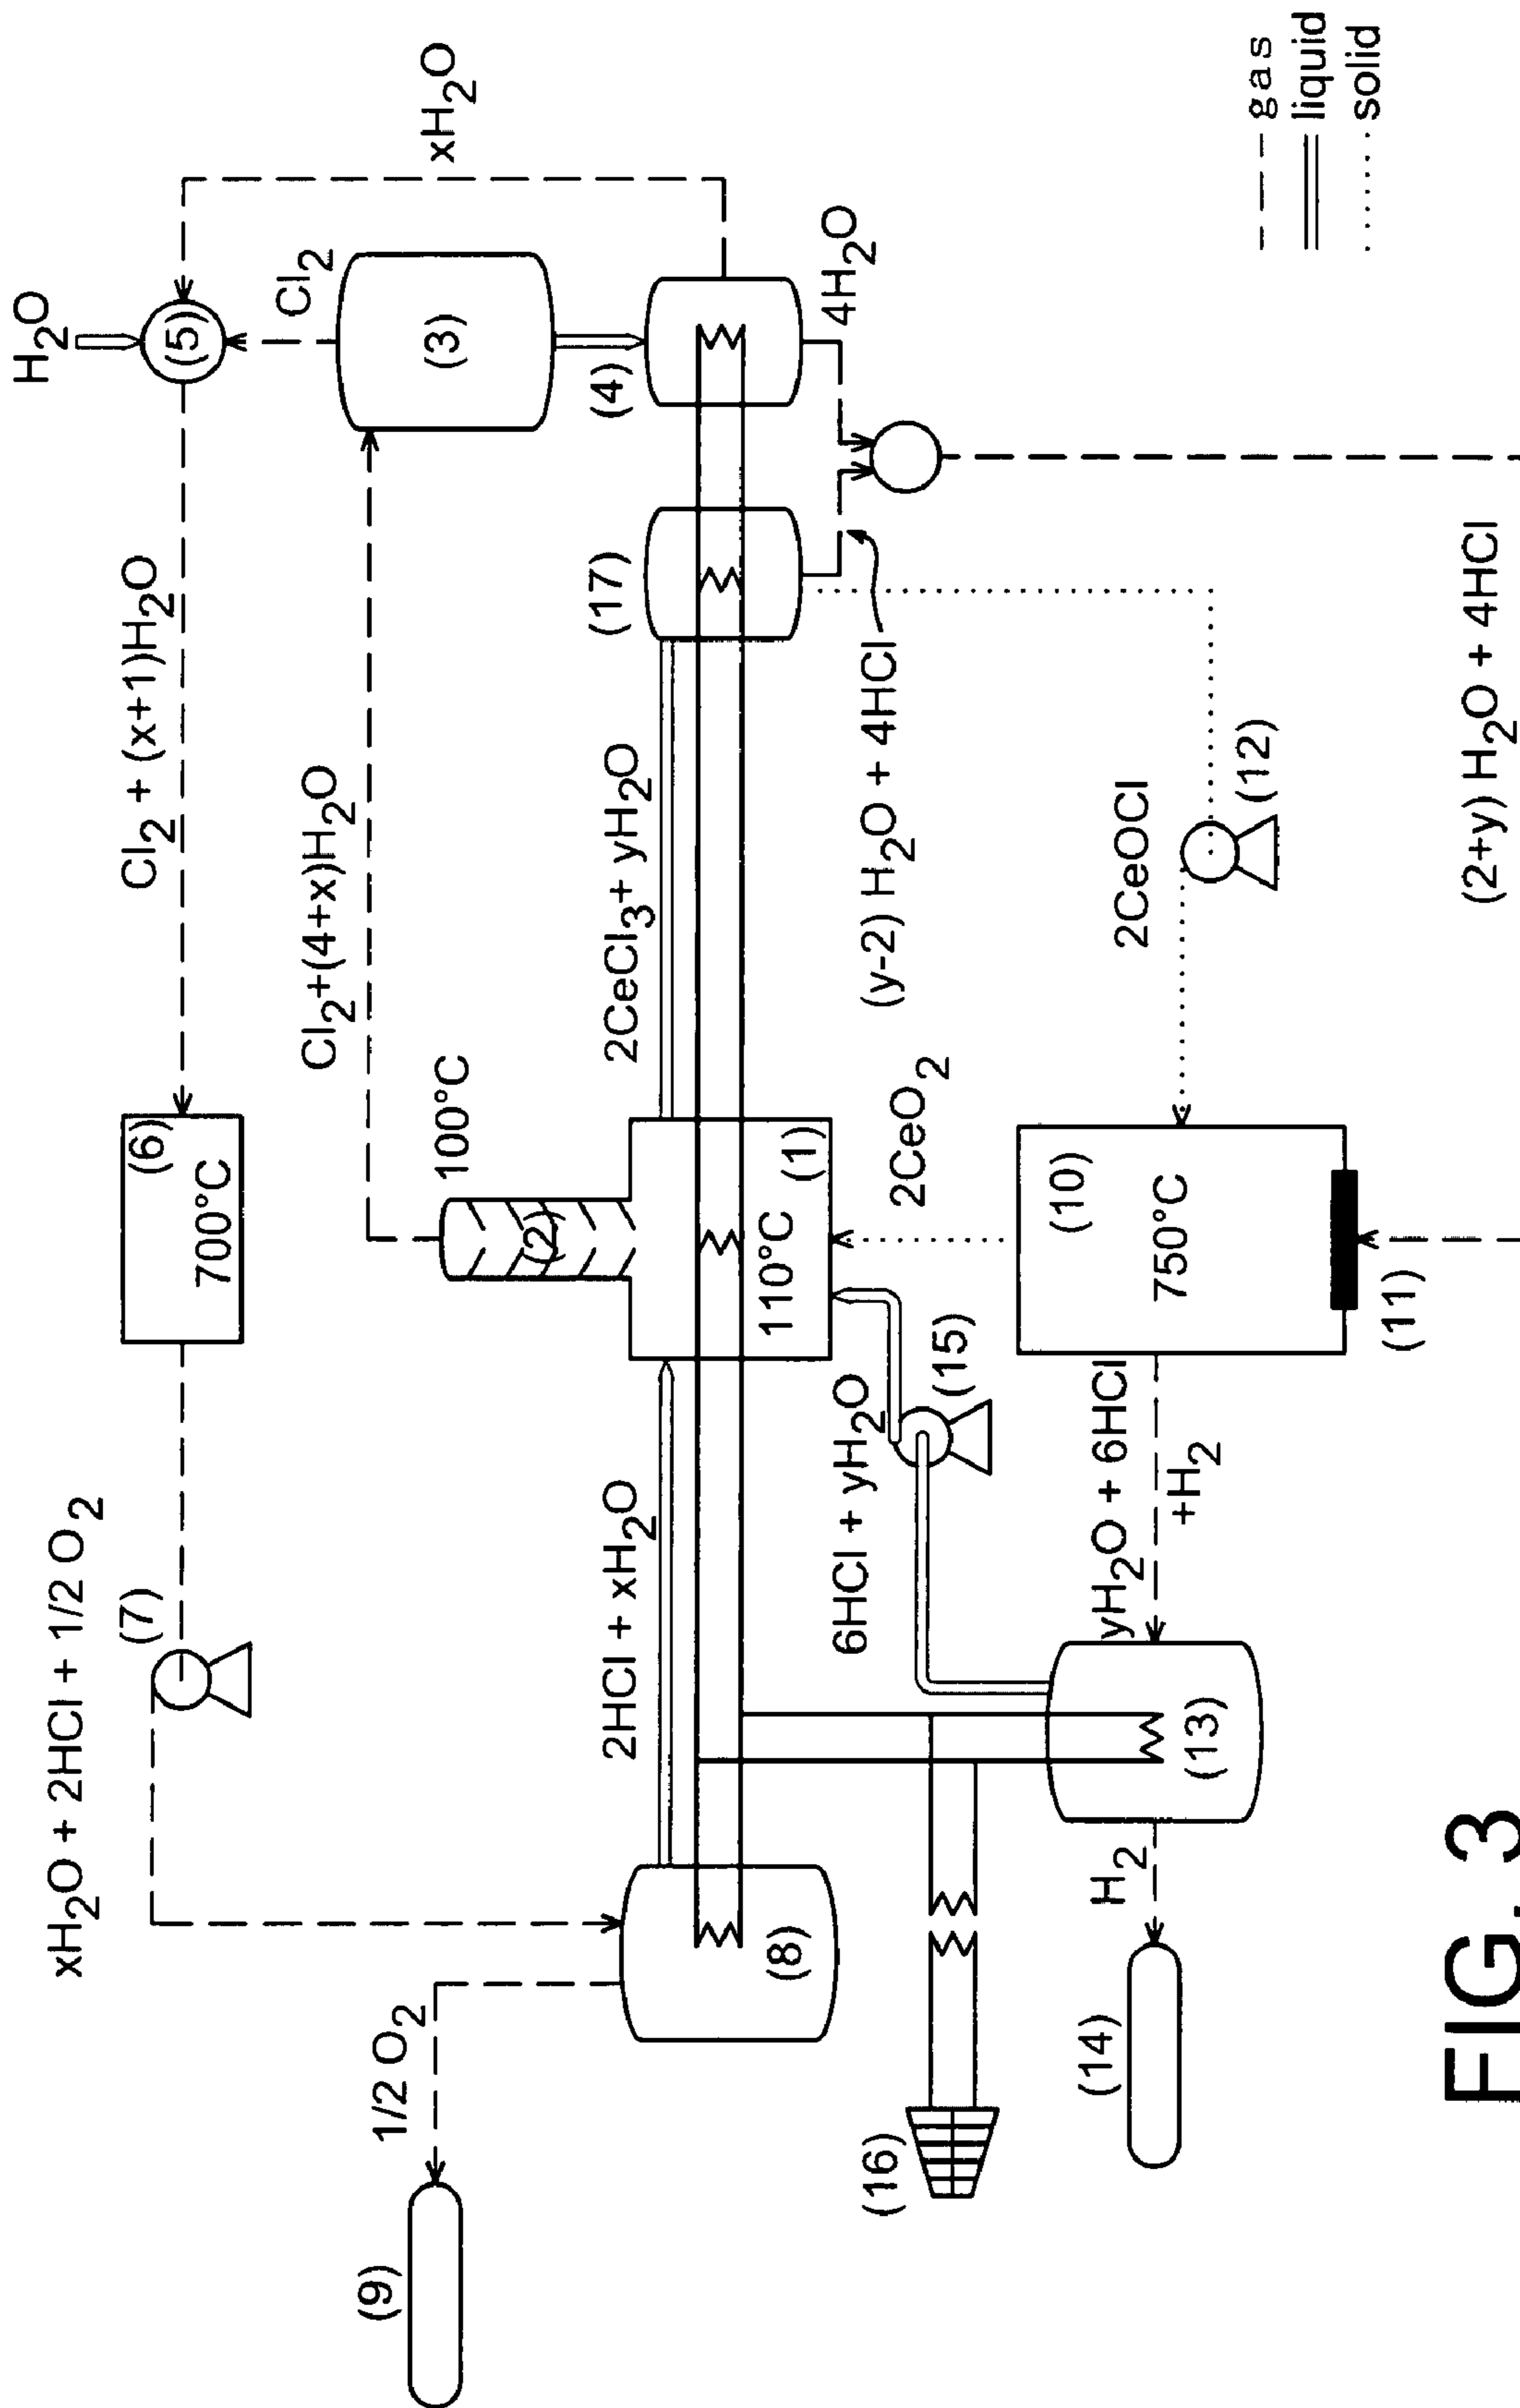 H2O
(5)
Cl2 + (x+1)H2O
(6)
700°C
xH2O + 2HCl + 1/2 O2
(7)
xH2O
Cl2
(3)
Cl2+(4+x)H2O
100°C
(2)
1/2 O2
(9)
(4)
4H2O
(17)
2CeCl3+ yH2O
110°C
(1)
2HCl + xH2O
(8)
(y-2) H2O + 4HCl
2CeO2
6HCl + yH2O
(15)
(16)
2CeOCl
(12)
(10)
750°C
(11)
yH2O + 6HCl
+H2
(13)
H2
(14)
(2+y) H2O + 4HCl
gas
liquid
solid
FIG. 3